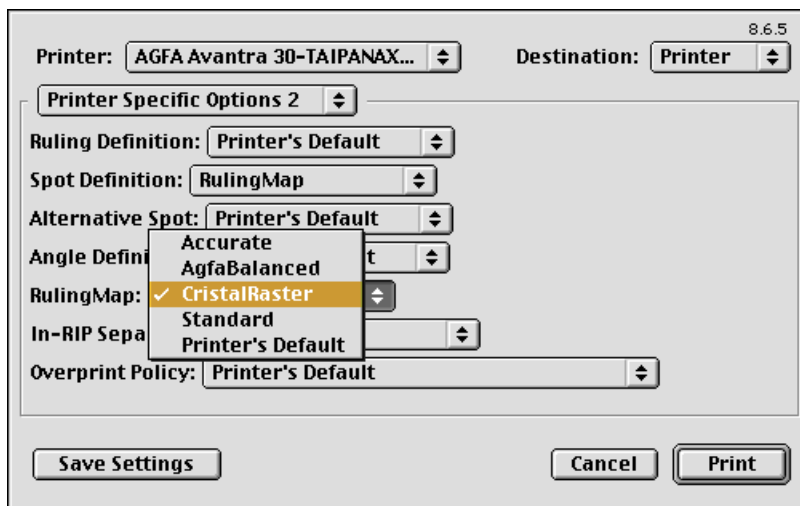 8.6.5
Printer: AGFA Avantra 30-TAIPANAX... Destination: Printer
Printer Specific Options 2
Ruling Definition: Printer's Default
Spot Definition: RulingMap
Alternative Spot: Printer's Default
Accurate
Angle Defini t
AgfaBalanced
RulingMap: ✓ CristalRaster
Standard
In-RIP Sepa
Printer's Default
Overprint Policy: Printer's Default
Save Settings Cancel Print